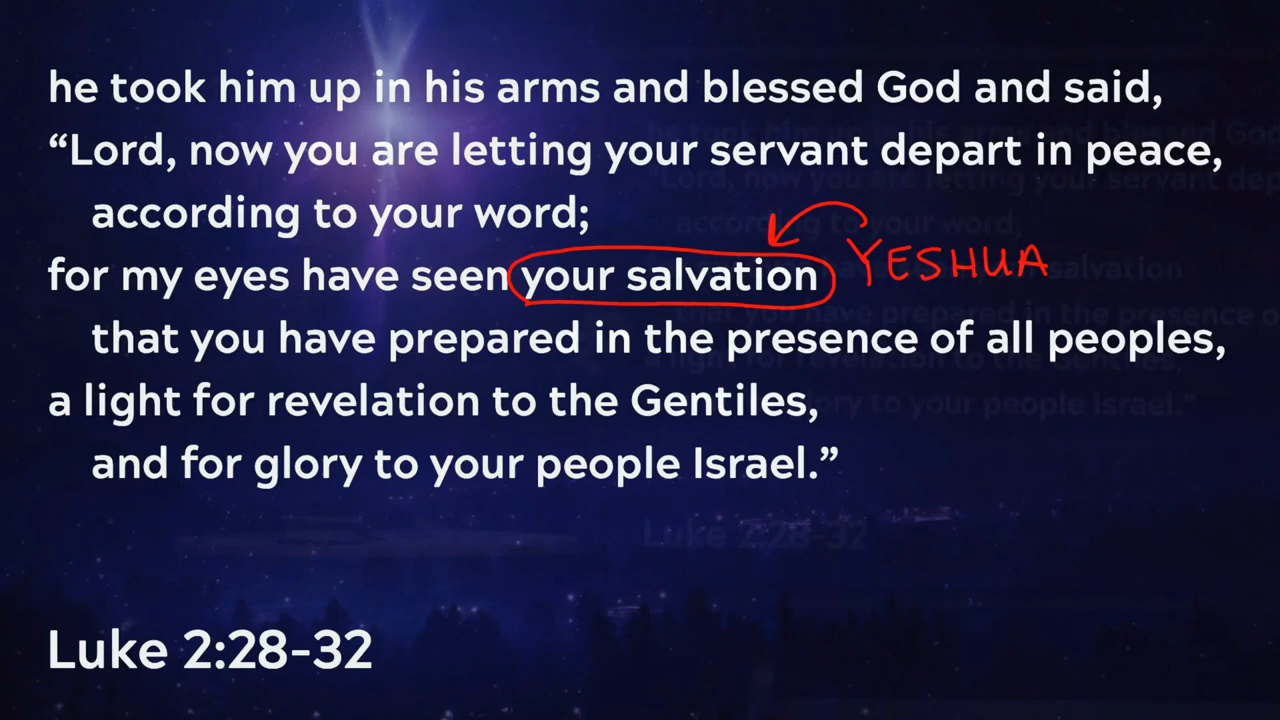 he took him up in his arms and blessed God and said,
“Lord, now you are letting your servant depart in peace,
according to your word;
for my eyes have seen your salvation YESHUA
that you have prepared in the presence of all peoples,
a light for revelation to the Gentiles,
and for glory to your people Israel.”
Luke 2:28-32